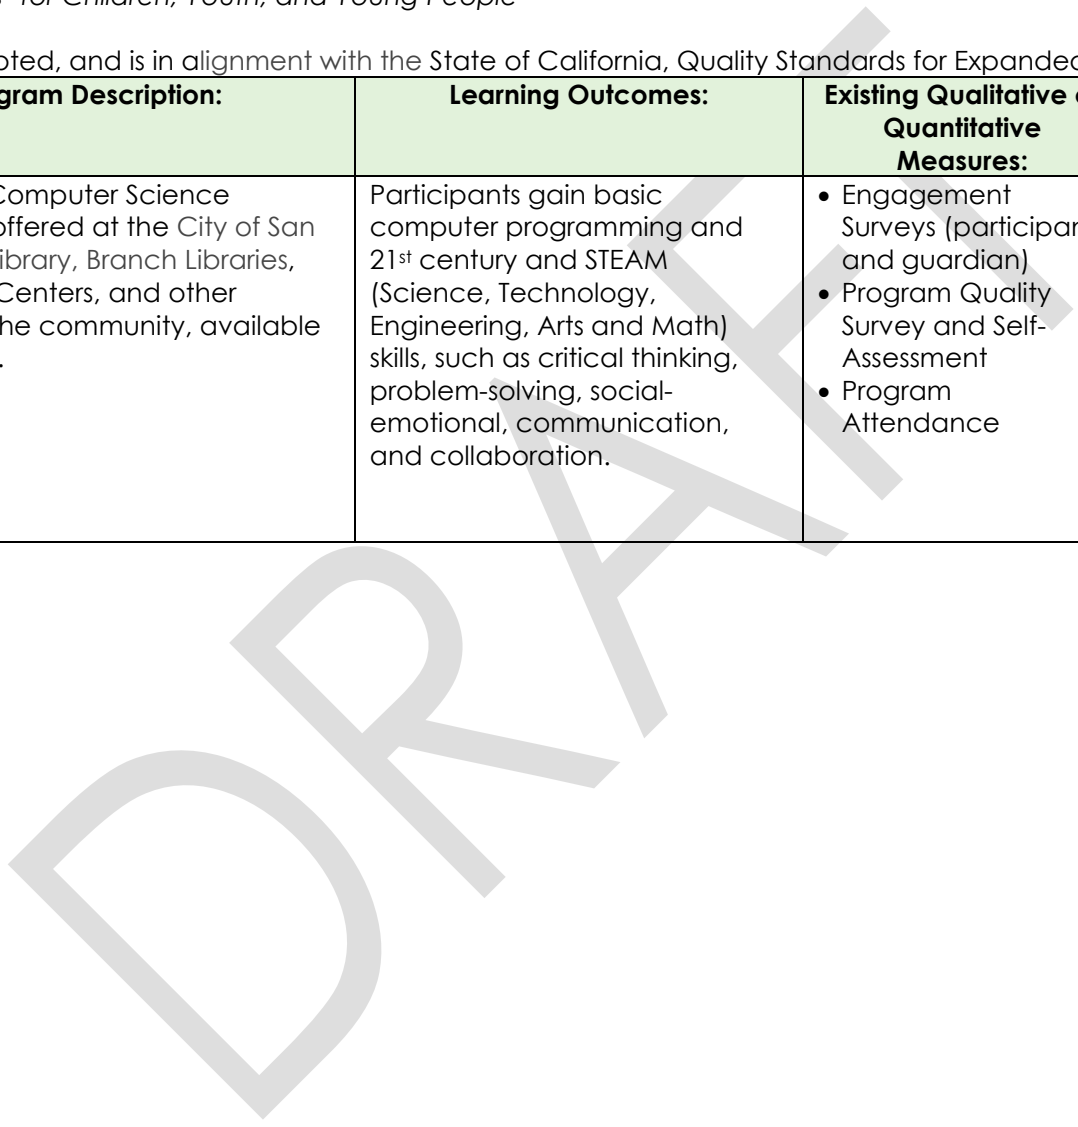 for Children, Youth, and Young People
oted, and is in alignment with the State of California, Quality Standards for Expanded
gram Description:
Computer Science
offered at the City of San
ibrary, Branch Libraries,
Centers, and other
he community, available
.
Learning Outcomes:
Participants gain basic
computer programming and
21st century and STEAM
(Science, Technology,
Engineering, Arts and Math)
skills, such as critical thinking,
problem-solving, social-
emotional, communication,
and collaboration.
Existing Qualitative
Quantitative
Measures:
• Engagement
Surveys (participan
and guardian)
• Program Quality
Survey and Self-
Assessment
• Program
Attendance
DRAFT